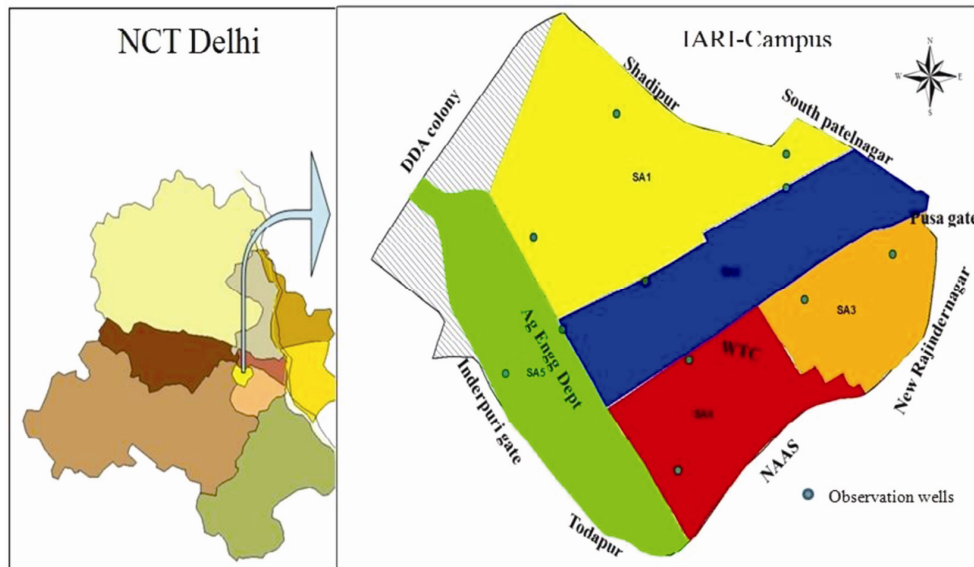 NCT Delhi
IARI-Campus
N
W
E
S
Shadipur
DDA colony
South patelnagar
SA1
Pusa gate
SA3
New Rajindernagar
Ag Engg Dept
WTC
SA5
Inderpuri gate
NAAS
Observation wells
Todapur